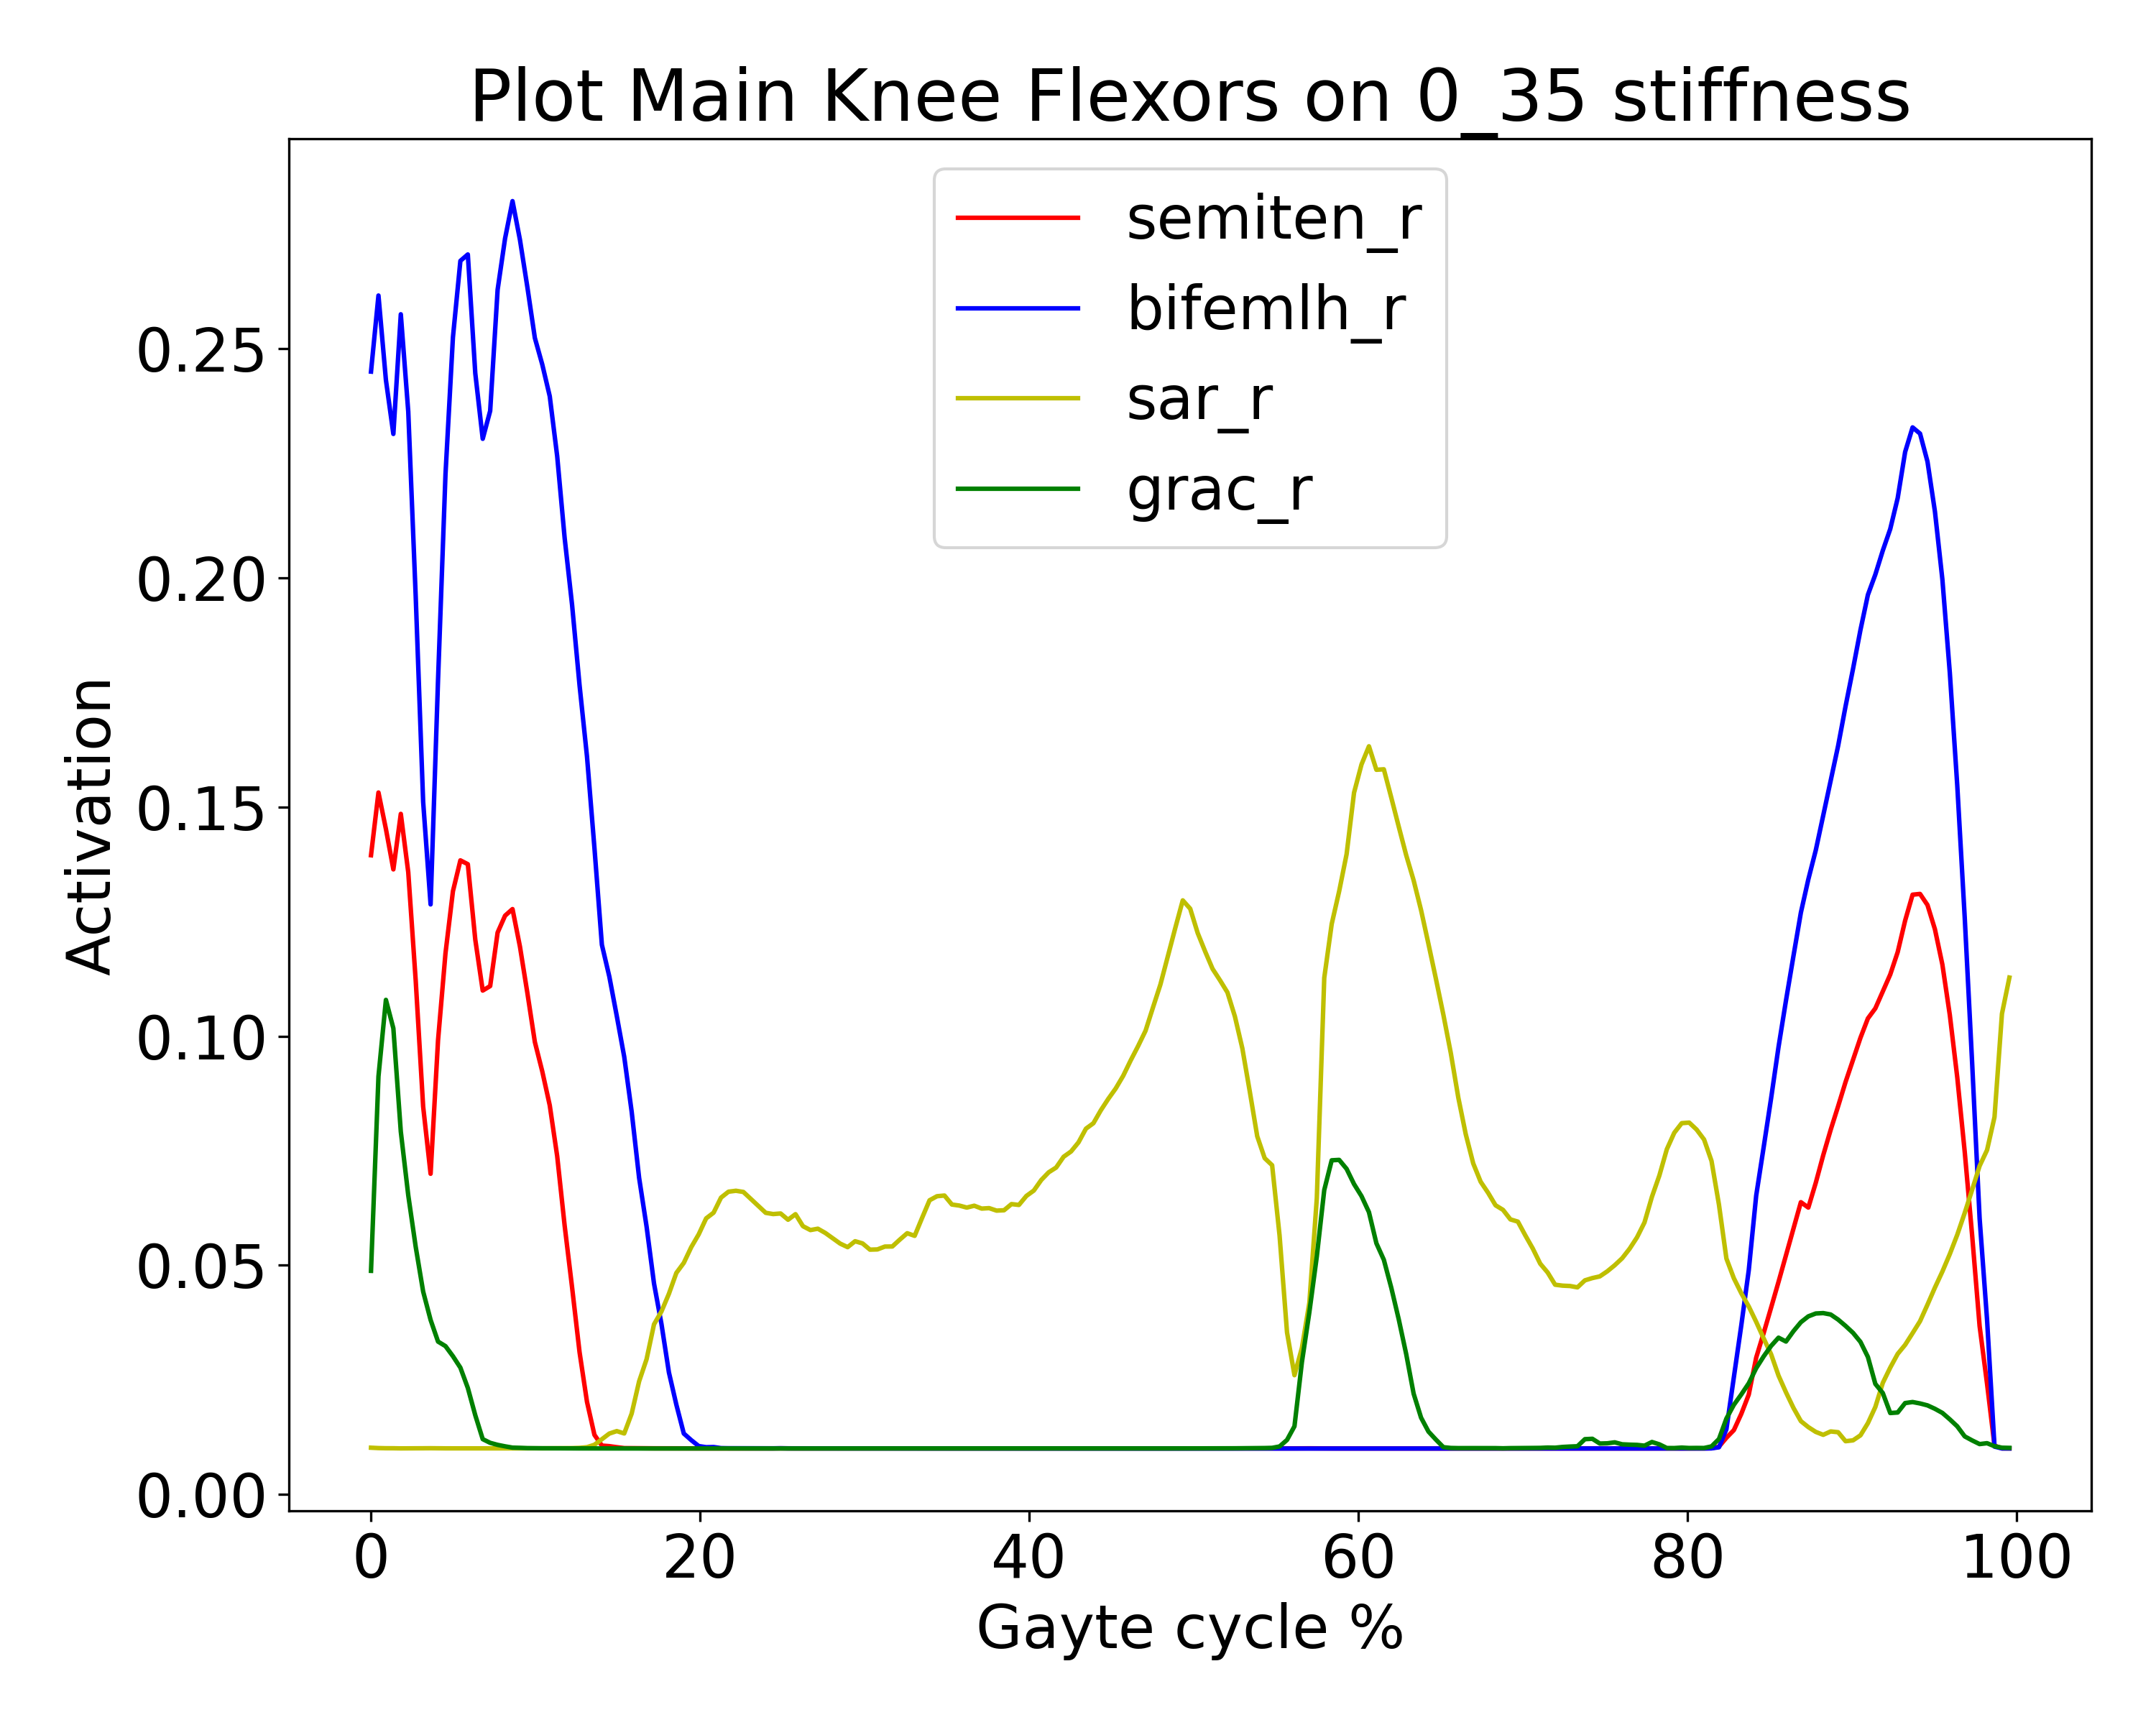 Plot Main Knee Flexors on 0_35 stiffness
semiten_r
bifemlh_r
sar_r
grac_r
Activation
0.25
0.20
0.15
0.10
0.05
0.00
0 20 40 60 80 100
Gayte cycle %